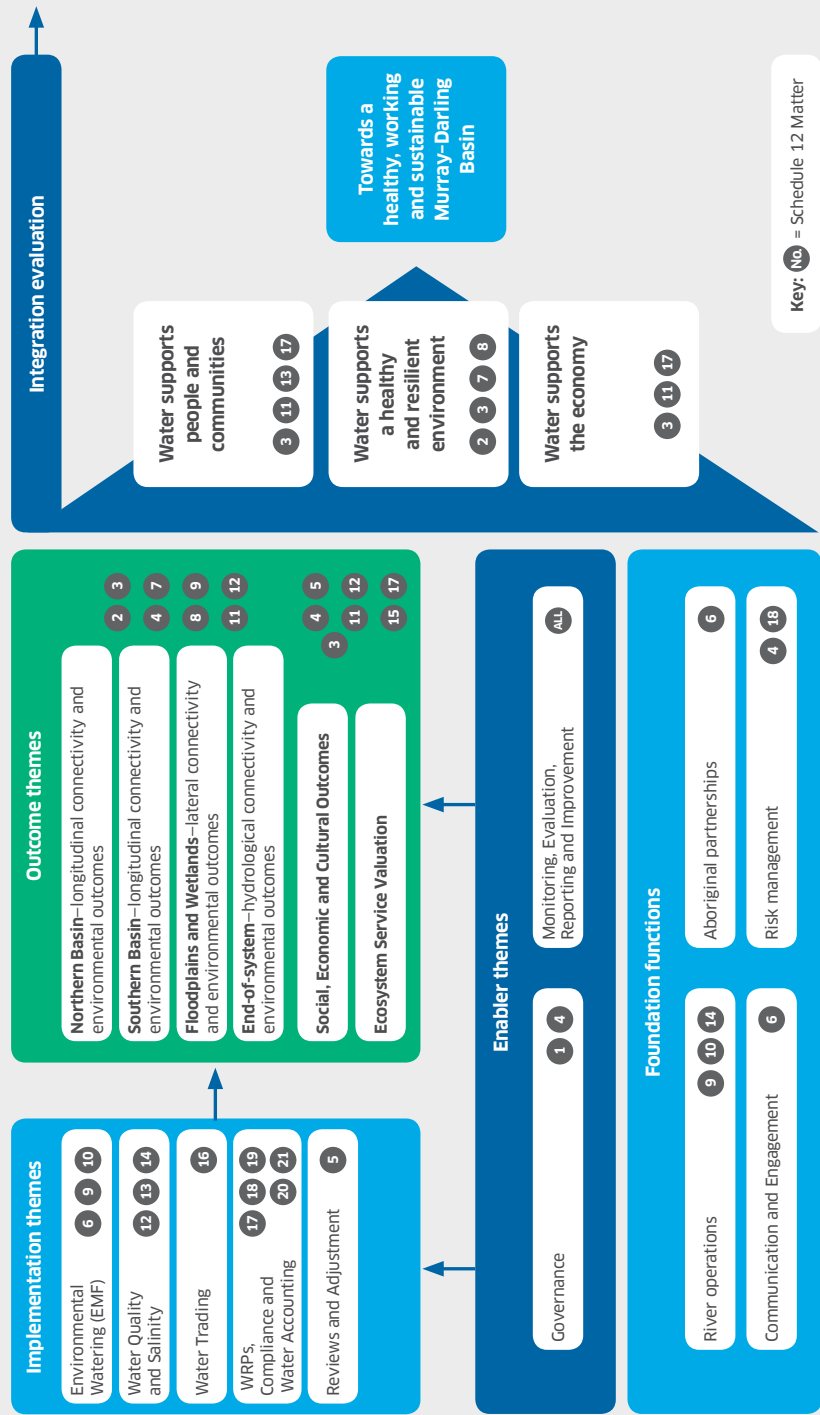 Implementation themes
Environmental
Watering (EMF)
6 9 10
Water Quality
and Salinity
12 13 14
Water Trading
16
WRPs,
Compliance and
Water Accounting
17 18 19
20 21
Reviews and Adjustment
5
Outcome themes
Northern Basin—longitudinal connectivity and
environmental outcomes
Southern Basin—longitudinal connectivity and
environmental outcomes
Floodplains and Wetlands—lateral connectivity
and environmental outcomes
End-of-system—hydrological connectivity and
environmental outcomes
2 3
4 7
8 9
11 12
Social, Economic and Cultural Outcomes
Ecosystem Service Valuation
4 5
3
11 12
15 17
Enabler themes
Governance
1 4
Monitoring, Evaluation,
Reporting and Improvement
ALL
Foundation functions
River operations
9 10 14
Aboriginal partnerships
6
Communication and Engagement
6
Risk management
4 18
Integration evaluation
Water supports
people and
communities
3 11 13 17
Water supports
a healthy
and resilient
environment
2 3 7 8
Water supports
the economy
3 11 17
Towards a
healthy, working
and sustainable
Murray–Darling
Basin
Key: No. = Schedule 12 Matter